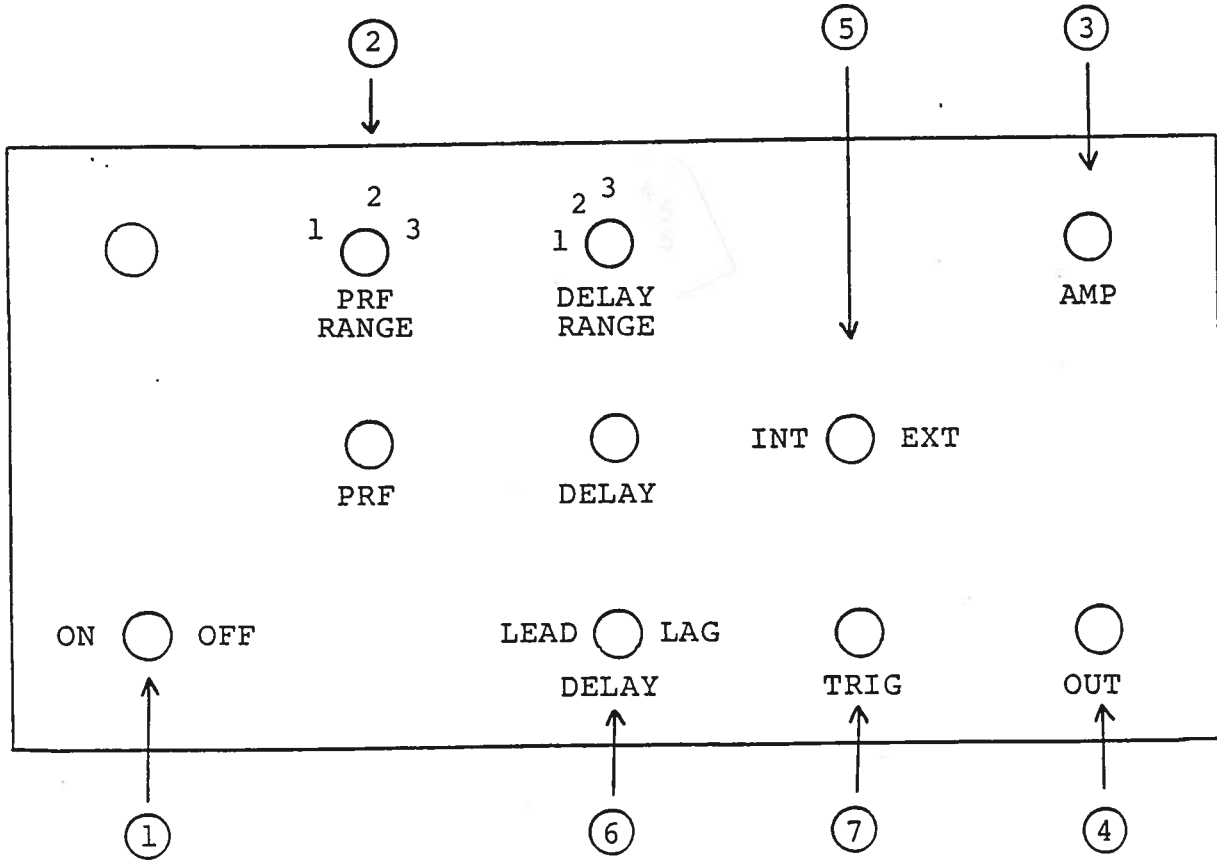 2 5 3
2
1 3
PRF
RANGE
3
2
1
DELAY
RANGE
AMP
PRF
DELAY
INT EXT
ON OFF
LEAD LAG
DELAY
TRIG
OUT
1 6 7 4